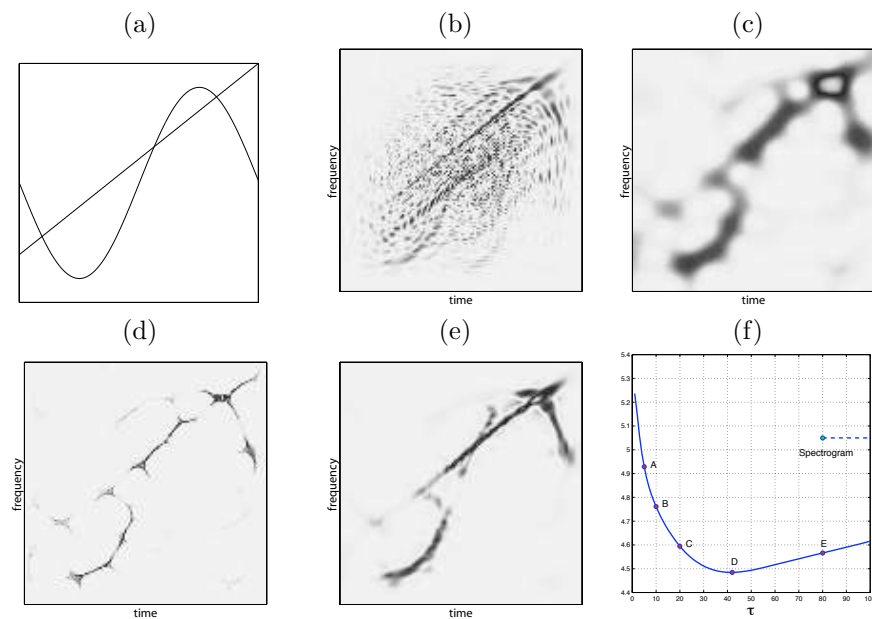 (a)
(b)
(c)
frequency
time
frequency
time
(d)
(e)
(f)
frequency
time
frequency
time
5.4
5.3
5.2
5.1
5
4.9
4.8
4.7
4.6
4.5
4.4
Spectrogram
A
B
C
D
E
0 10 20 30 40 50 60 70 80 90 100
τ